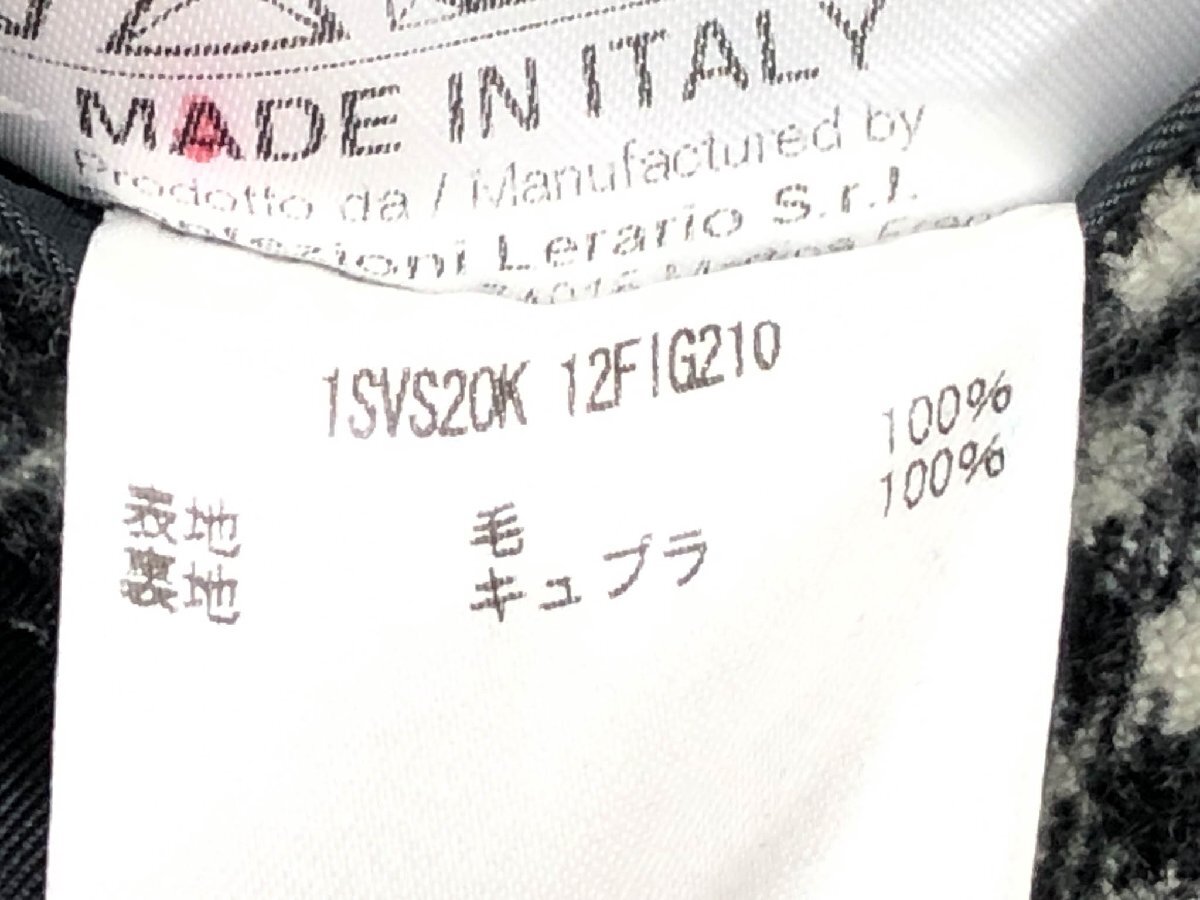 MADE IN ITALY
Prodotto da / Manufactured by
Lerario S.r.l.
1SVS20K 12FIG210
表地 毛 100%
裏地 キュプラ 100%